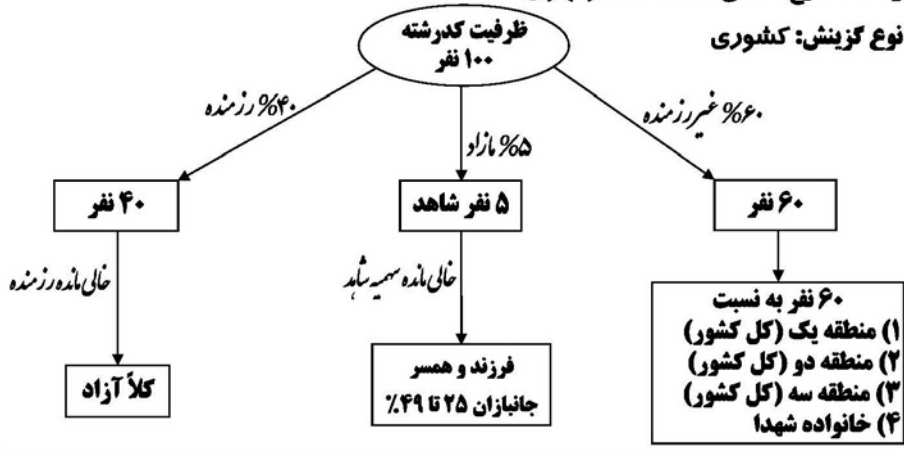 نوع گزینش: کشوری
ظرفیت کدرشته
۱۰۰ نفر
%۶۰ غیررزمنده
%۵ مازاد
%۴۰ رزمنده
۶۰ نفر
۵ نفر شاهد
۴۰ نفر
خالی مانده سهمیه شاهد
خالی مانده رزمنده
۶۰ نفر به نسبت
۱) منطقه یک (کل کشور)
۲) منطقه دو (کل کشور)
۳) منطقه سه (کل کشور)
۴) خانواده شهدا
فرزند و همسر
جانبازان ۲۵ تا ۴۹٪
کلاً آزاد